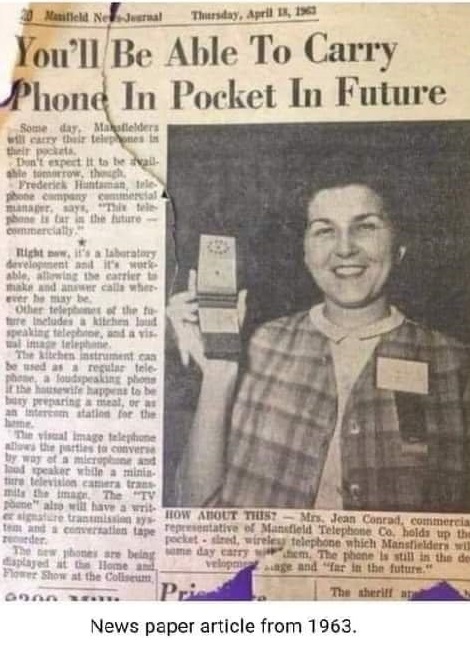 Mansfield News-Journal Thursday, April 18, 1963
You'll Be Able To Carry
Phone In Pocket In Future
Some day, Mansfielders
will carry their telephones in
their pockets.
Don't expect it to be avail-
able tomorrow, though.
Frederick Huntsman, tele-
phone company commercial
manager, says, "This tele-
phone is far in the future —
commercially."
Right now, it's a laboratory
development and it's work-
able, allowing the carrier to
make and answer calls wher-
ever he may be.
Other telephones of the fu-
ture includes a kitchen loud
speaking telephone, and a vis-
ual image telephone.
The kitchen instrument can
be used as a regular tele-
phone, a loudspeaking phone
if the housewife happens to be
busy preparing a meal, or as
an intercom station for the
home.
The visual image telephone
allows the parties to converse
by way of a microphone and
loud speaker while a minia-
ture television camera trans-
mits the image. The "TV
phone" also will have a writ-
er signature transmission sys-
tem and a conversation tape
recorder.
The new phones are being
displayed at the Home and
Flower Show at the Coliseum.
HOW ABOUT THIS? — Mrs. Jean Conrad, commercial
representative of Mansfield Telephone Co. holds up the
pocket - sized, wireless telephone which Mansfielders will
some day carry with them. The phone is still in the de
velopment stage and "far in the future."
The sheriff
News paper article from 1963.